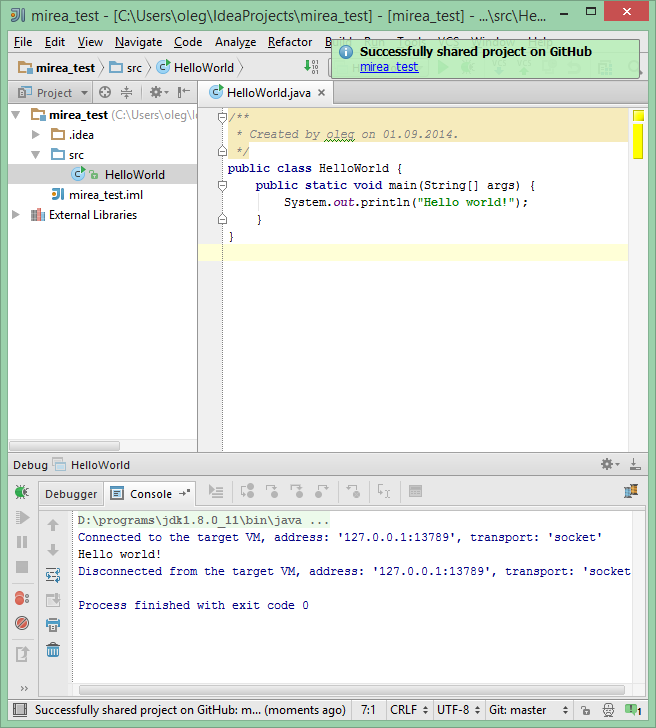 mirea_test - [C:\Users\oleg\IdeaProjects\mirea_test] - [mirea_test] - ...\src\He...
File Edit View Navigate Code Analyze Refactor Build Run Tools VCS Window Help
Successfully shared project on GitHub
mirea_test
mirea_test src HelloWorld
Project
HelloWorld.java
mirea_test (C:\Users\oleg\
.idea
src
HelloWorld
mirea_test.iml
External Libraries
/**
* Created by oleg on 01.09.2014.
*/
public class HelloWorld {
public static void main(String[] args) {
System.out.println("Hello world!");
}
}
Debug HelloWorld
Debugger Console
D:\programs\jdk1.8.0_11\bin\java ...
Connected to the target VM, address: '127.0.0.1:13789', transport: 'socket'
Hello world!
Disconnected from the target VM, address: '127.0.0.1:13789', transport: 'socket
Process finished with exit code 0
Successfully shared project on GitHub: m... (moments ago) 7:1 CRLF UTF-8 Git: master 1